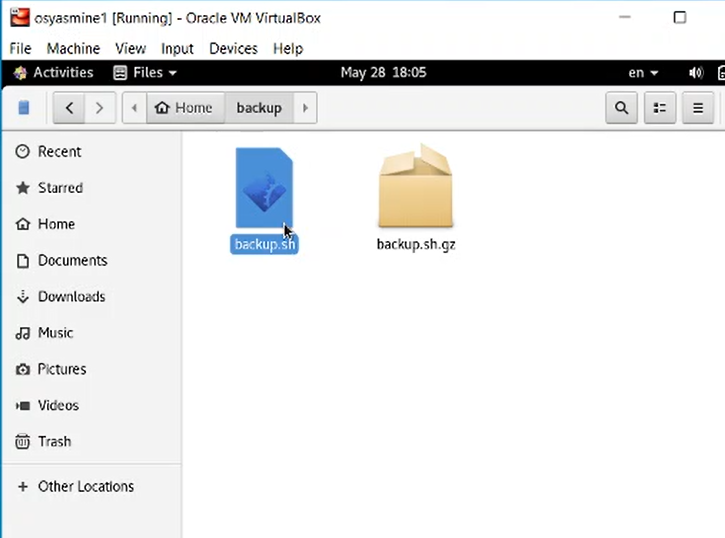 osyasmine1 [Running] - Oracle VM VirtualBox
File Machine View Input Devices Help
Activities Files May 28 18:05 en
Home backup
Recent
Starred
Home
Documents
Downloads
Music
Pictures
Videos
Trash
Other Locations
backup.sh backup.sh.gz